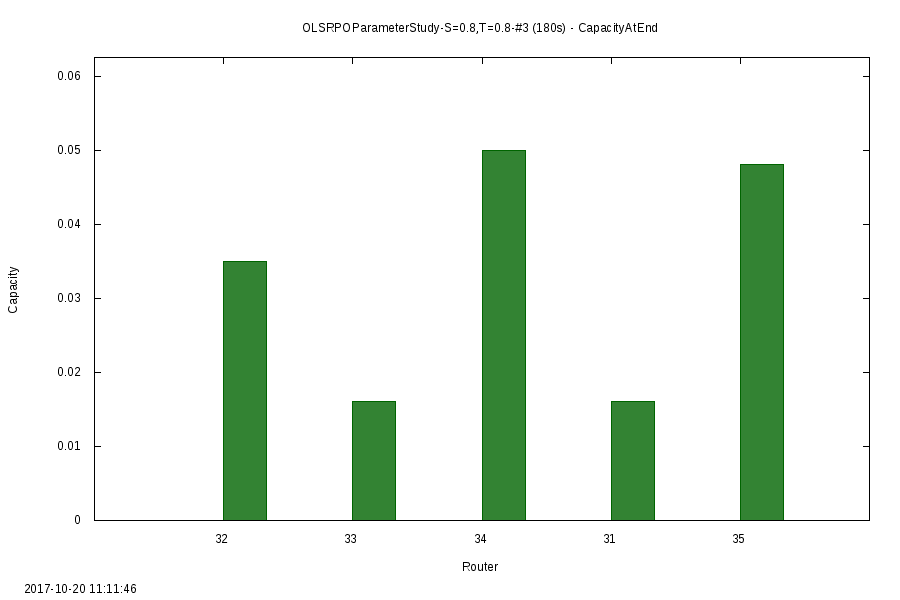 OLSRPOParameterStudy-S=0.8,T=0.8-#3 (180s) - CapacityAtEnd
0.06
0.05
0.04
0.03
0.02
0.01
0
Capacity
32 33 34 31 35
Router
2017-10-20 11:11:46